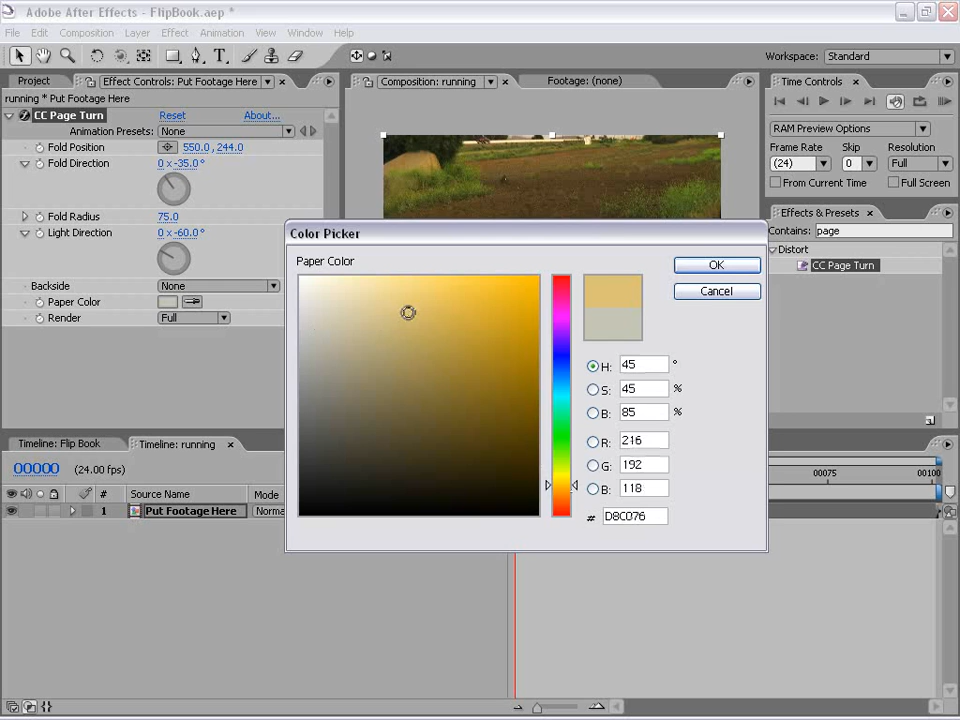 Adobe After Effects - FlipBook.aep *
File Edit Composition Layer Effect Animation View Window Help
Workspace: Standard
Project Effect Controls: Put Footage Here Composition: running Footage: (none) Time Controls
running * Put Footage Here
CC Page Turn Reset About...
Animation Presets: None
RAM Preview Options
Fold Position 550.0, 244.0
Frame Rate Skip Resolution
Fold Direction 0 x -35.0°
(24) 0 Full
From Current Time Full Screen
Fold Radius 75.0
Effects & Presets
Light Direction 0 x -60.0°
Contains: page
Distort
CC Page Turn
Backside None
Paper Color
Render Full
Color Picker
Paper Color
OK
Cancel
H: 45 °
S: 45 %
B: 85 %
R: 216
G: 192
B: 118
# D8C076
Timeline: Flip Book Timeline: running
00000 (24.00 fps)
00075 00100
# Source Name Mode
1 Put Footage Here Norma